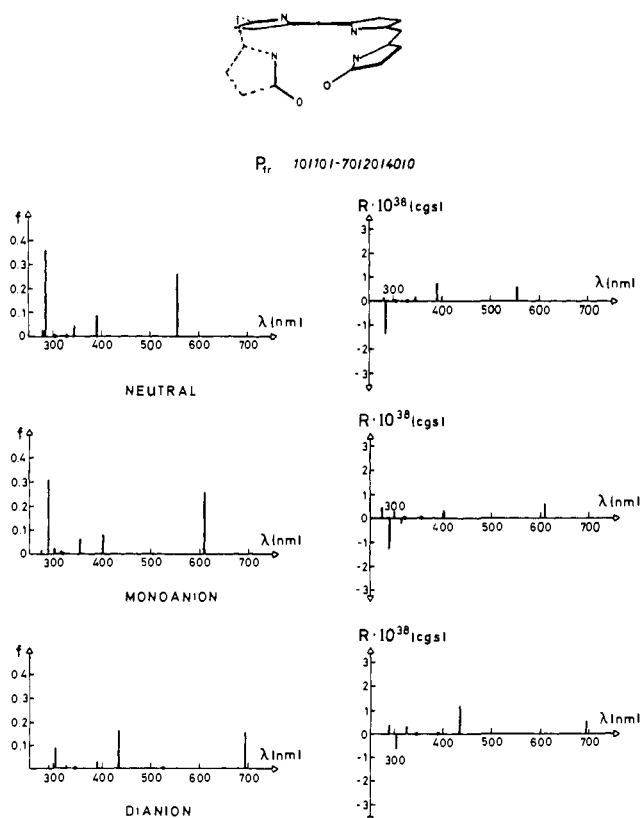 N N
N N
O O
Pfr 101101-7012014010
f
0.4
0.3
0.2
0.1
300 400 500 600 700
λ(nm)
NEUTRAL
R·10³⁸(cgs)
3
2
1
0
-1
-2
-3
300
400 500 600 700
λ(nm)
f
0.4
0.3
0.2
0.1
0
300 400 500 600 700
λ(nm)
MONOANION
R·10³⁸(cgs)
3
2
1
0
-1
-2
-3
300
400 500 600 700
λ(nm)
f
0.4
0.3
0.2
0.1
300 400 500 600 700
λ(nm)
DIANION
R·10³⁸(cgs)
3
2
1
0
-1
-2
-3
300
400 500 600 700
λ(nm)